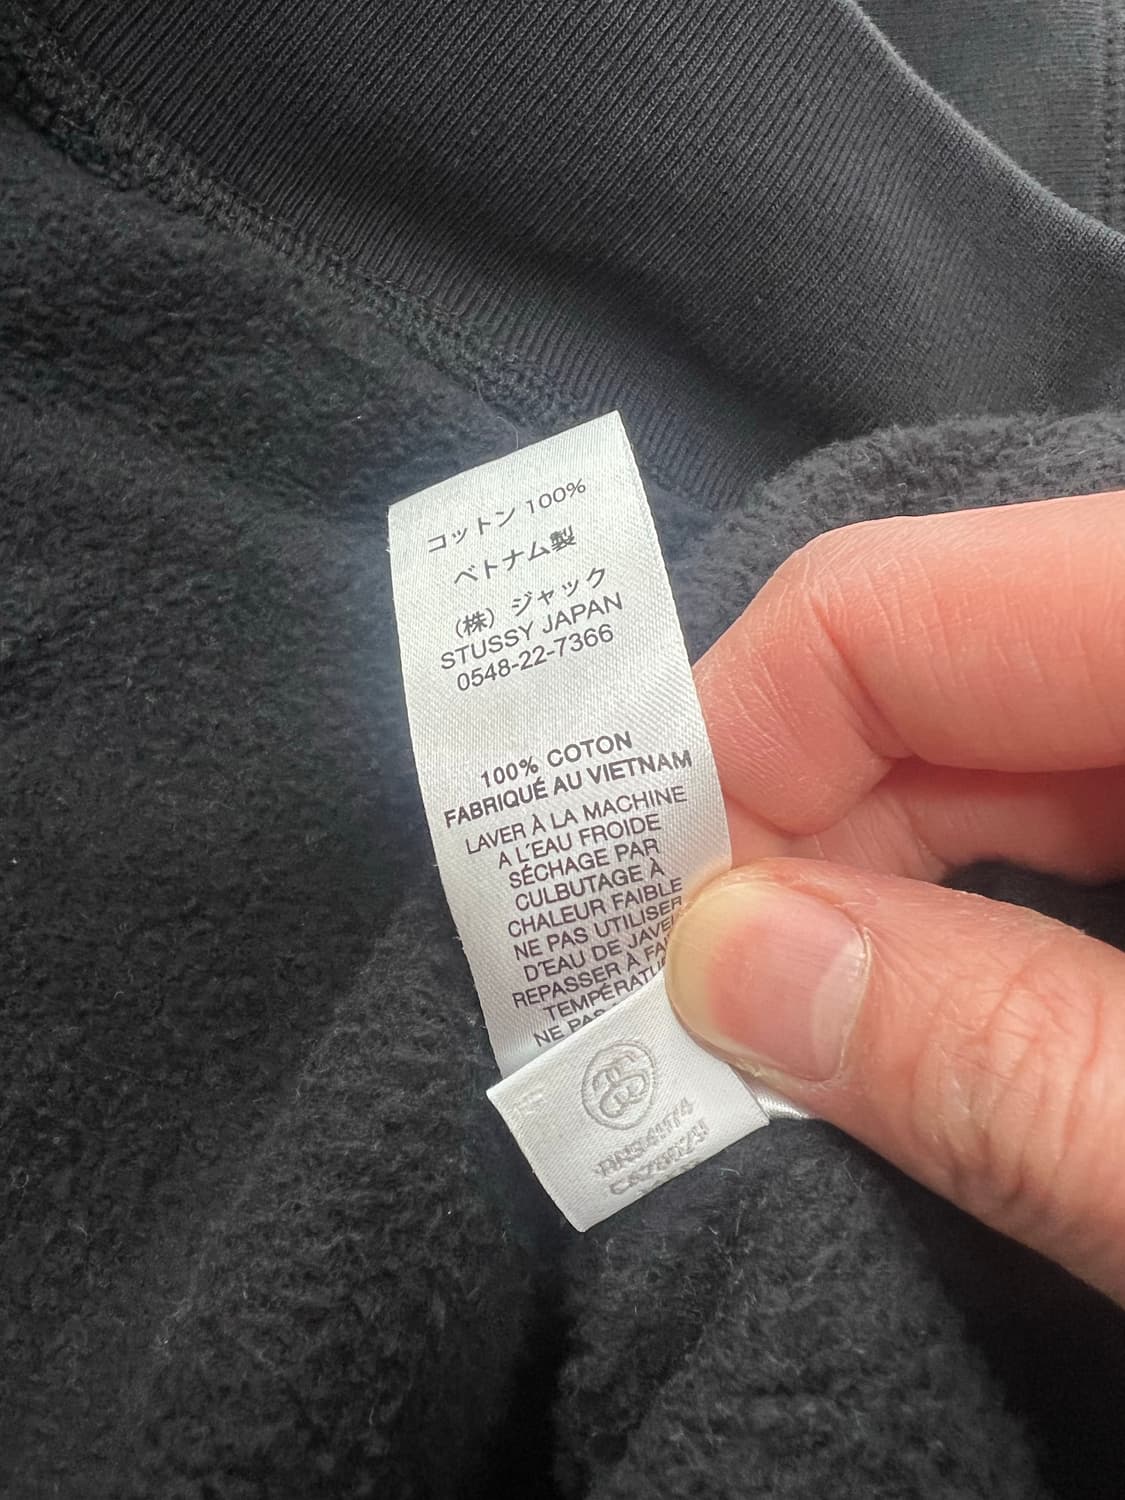 コットン 100%
ベトナム製
(株) ジャック
STUSSY JAPAN
0548-22-7366
100% COTON
FABRIQUÉ AU VIETNAM
LAVER À LA MACHINE
A L'EAU FROIDE
SÉCHAGE PAR
CULBUTAGE À
CHALEUR FAIBLE
NE PAS UTILISER
D'EAU DE
REPASSER À
NE